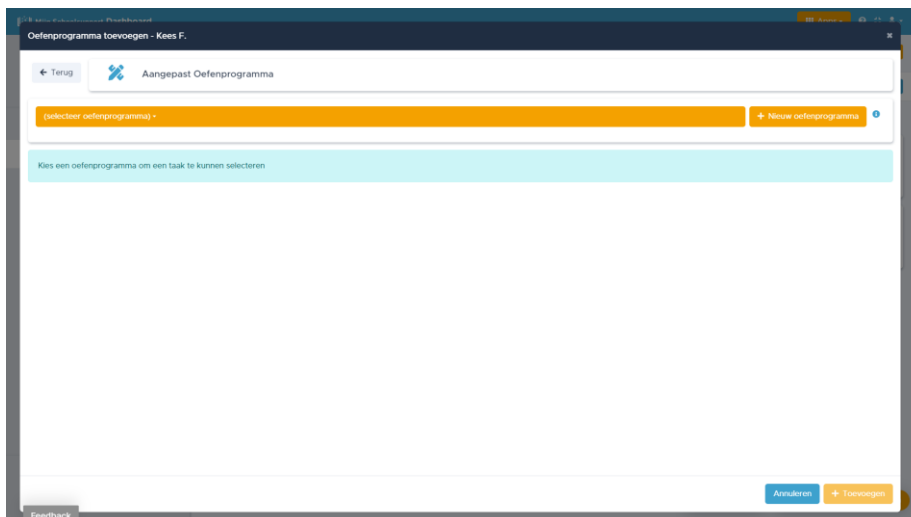 Dashboard
Oefenprogramma toevoegen - Kees F.
Terug
Aangepast Oefenprogramma
(selecteer oefenprogramma)
+ Nieuw oefenprogramma
Kies een oefenprogramma om een taak te kunnen selecteren
Annuleren
+ Toevoegen
Feedback